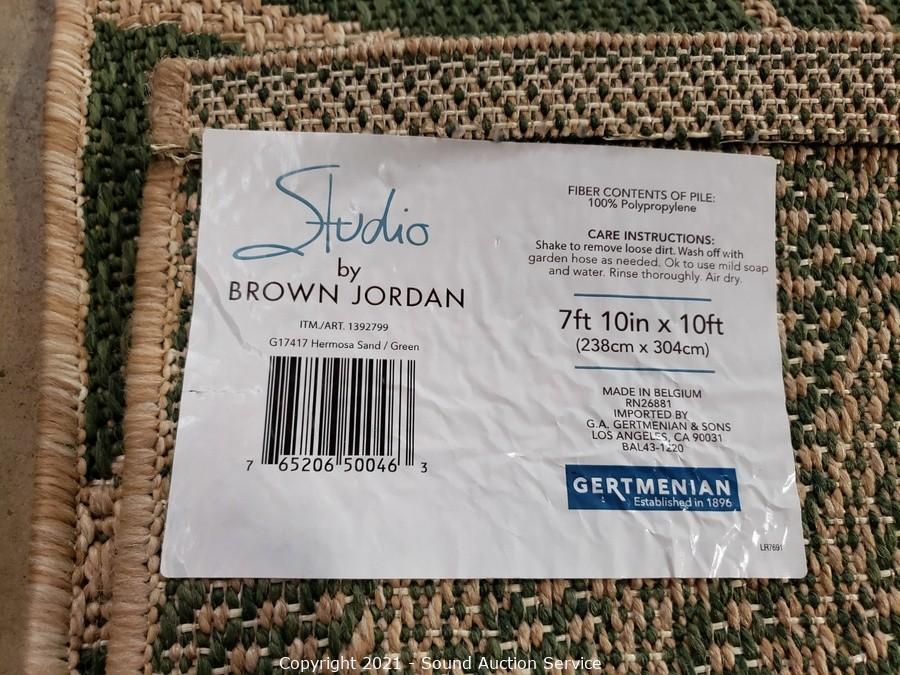 Studio
by
BROWN JORDAN
ITM./ART. 1392799
G17417 Hermosa Sand / Green
7 65206 50046 3
FIBER CONTENTS OF PILE:
100% Polypropylene
CARE INSTRUCTIONS:
Shake to remove loose dirt. Wash off with
garden hose as needed. Ok to use mild soap
and water. Rinse thoroughly. Air dry.
7ft 10in x 10ft
(238cm x 304cm)
MADE IN BELGIUM
RN26881
IMPORTED BY
G.A. GERTMENIAN & SONS
LOS ANGELES, CA 90031
BAL43-1220
GERTMENIAN
Established in 1896
LR7691
Copyright 2021 - Sound Auction Service